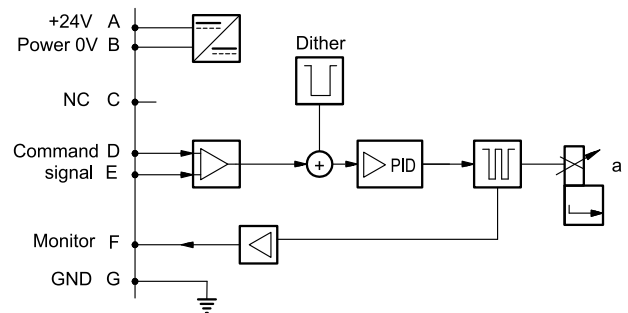 +24V A
Power 0V B
Dither
NC C
Command D
signal E
+
PID
a
Monitor F
GND G